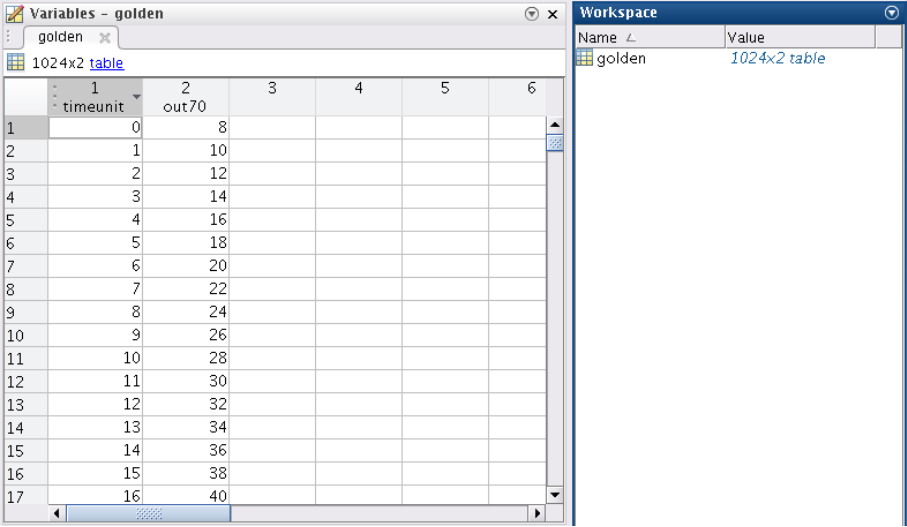 Variables - golden
golden
1024x2 table
1 2 3 4 5 6
timeunit out70
1 0 8
2 1 10
3 2 12
4 3 14
5 4 16
6 5 18
7 6 20
8 7 22
9 8 24
10 9 26
11 10 28
12 11 30
13 12 32
14 13 34
15 14 36
16 15 38
17 16 40
Workspace
Name Value
golden 1024x2 table